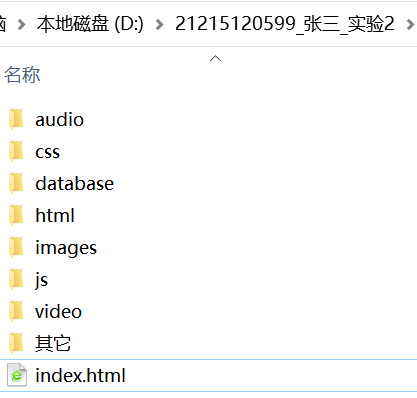 本地磁盘 (D:) 21215120599_张三_实验2
名称
audio
css
database
html
images
js
video
其它
index.html